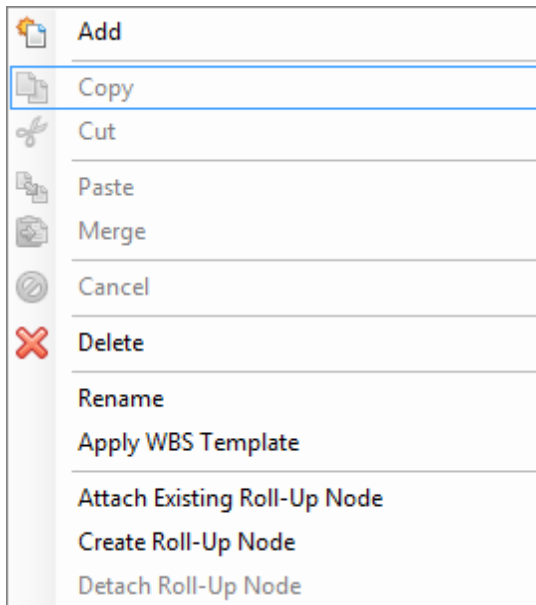 Add
Copy
Cut
Paste
Merge
Cancel
Delete
Rename
Apply WBS Template
Attach Existing Roll-Up Node
Create Roll-Up Node
Detach Roll-Up Node